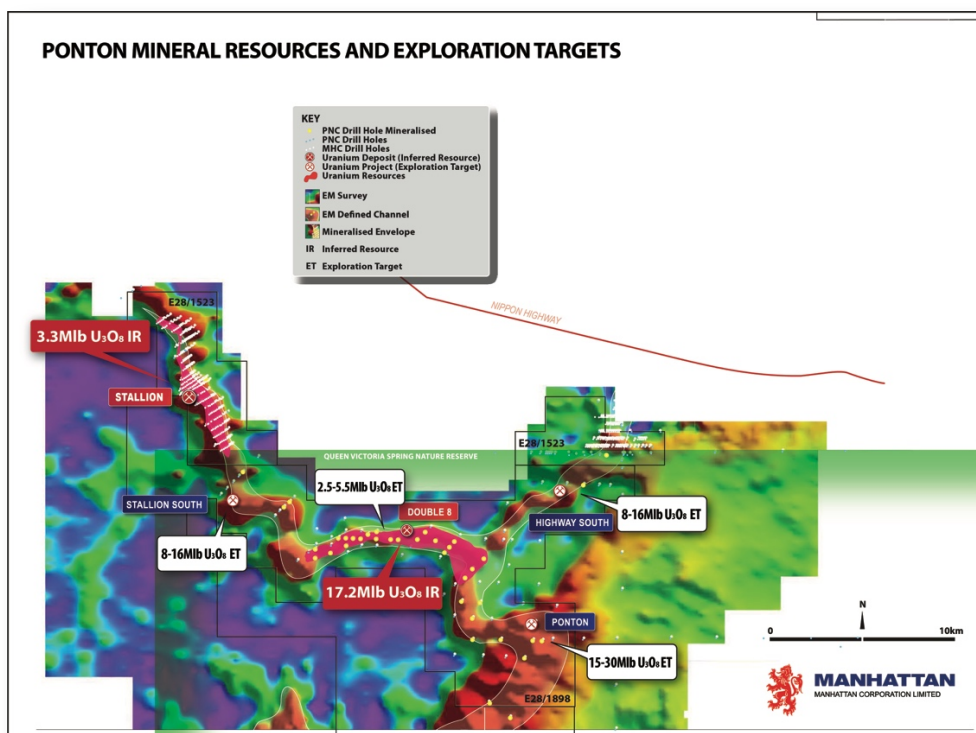 PONTON MINERAL RESOURCES AND EXPLORATION TARGETS
KEY
PNC Drill Hole Mineralised
PNC Drill Holes
MHC Drill Holes
Uranium Deposit (Inferred Resource)
Uranium Project (Exploration Target)
Uranium Resources
EM Survey
EM Defined Channel
Mineralised Envelope
IR Inferred Resource
ET Exploration Target
NIPPON HIGHWAY
E28/1523
3.3Mlb U₃O₈ IR
STALLION
E28/1523
QUEEN VICTORIA SPRING NATURE RESERVE
2.5-5.5Mlb U₃O₈ ET
STALLION SOUTH
DOUBLE 8
HIGHWAY SOUTH
8-16Mlb U₃O₈ ET
8-16Mlb U₃O₈ ET
17.2Mlb U₃O₈ IR
PONTON
15-30Mlb U₃O₈ ET
E28/1898
N
0 10km
MANHATTAN
MANHATTAN CORPORATION LIMITED